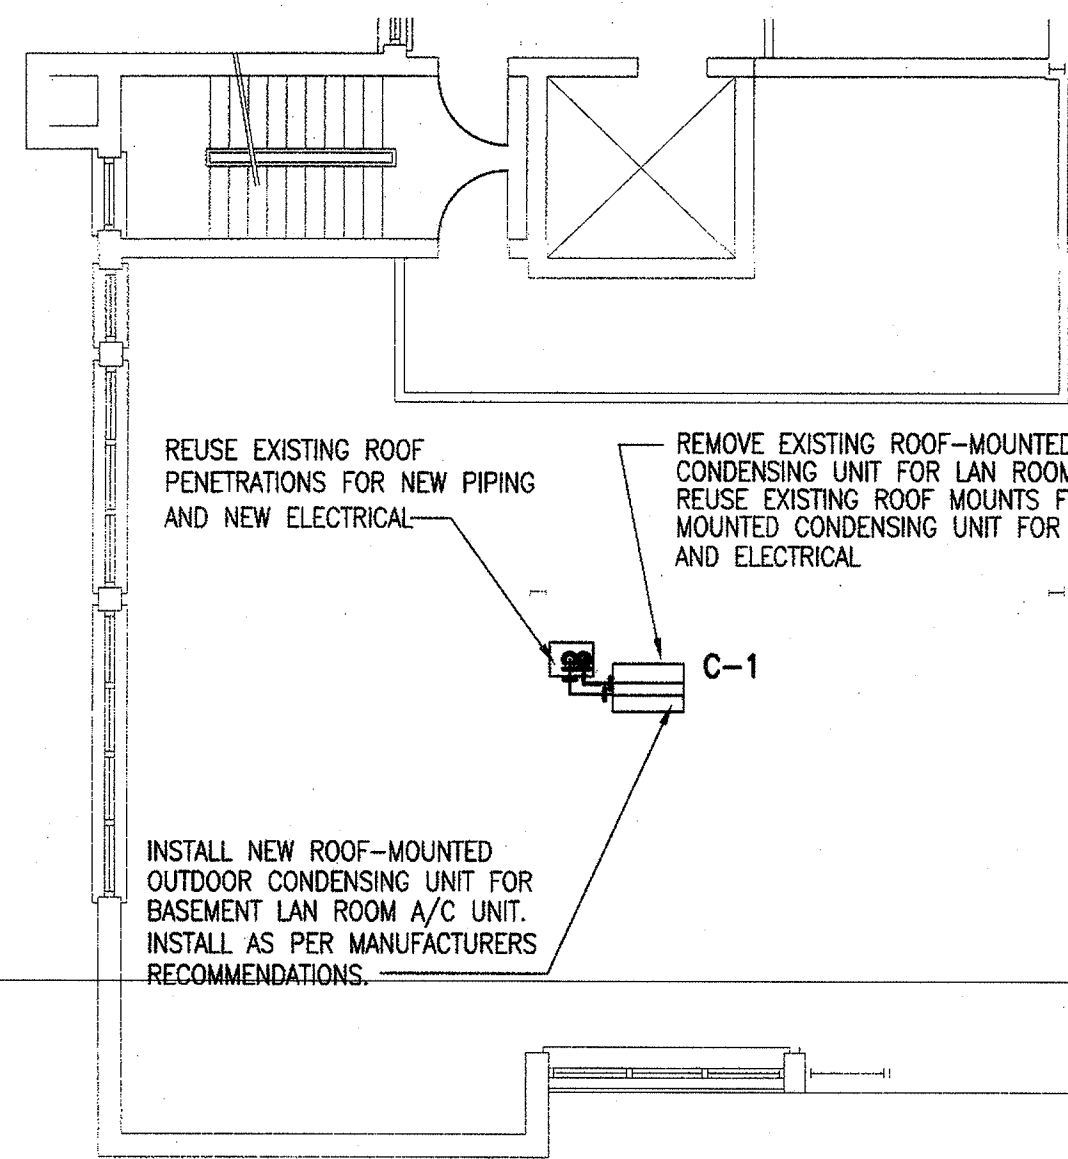 REUSE EXISTING ROOF
PENETRATIONS FOR NEW PIPING
AND NEW ELECTRICAL
REMOVE EXISTING ROOF-MOUNTED
CONDENSING UNIT FOR LAN ROOM
REUSE EXISTING ROOF MOUNTS F
MOUNTED CONDENSING UNIT FOR
AND ELECTRICAL
C-1
INSTALL NEW ROOF-MOUNTED
OUTDOOR CONDENSING UNIT FOR
BASEMENT LAN ROOM A/C UNIT.
INSTALL AS PER MANUFACTURERS
RECOMMENDATIONS.